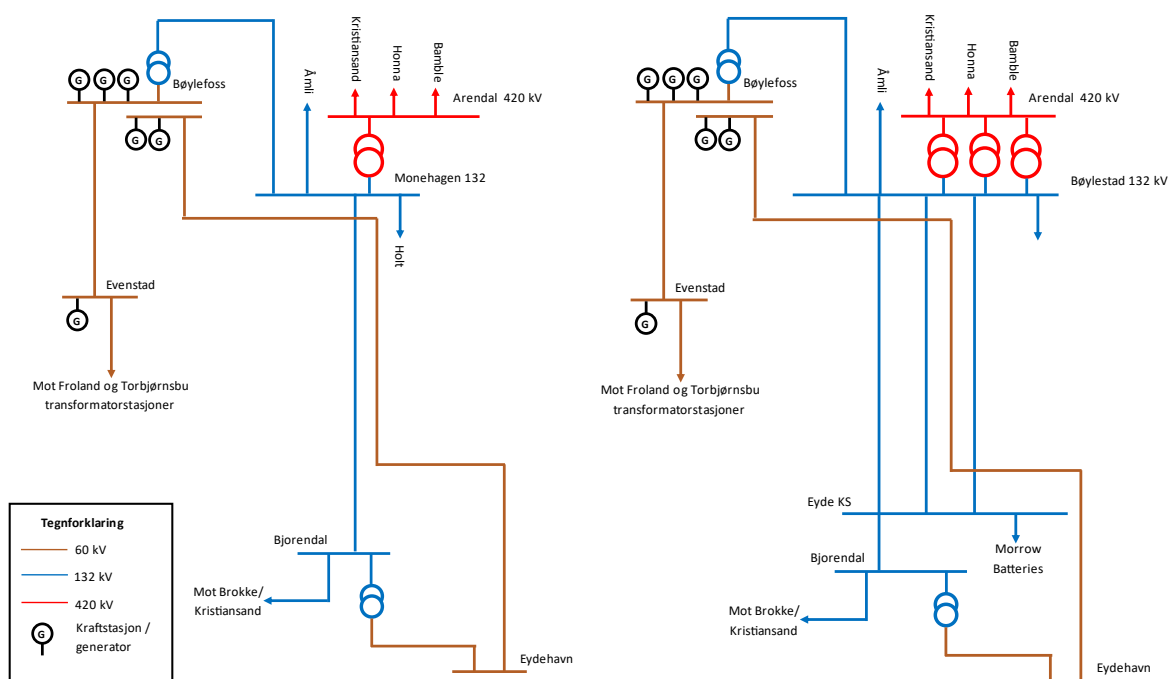 Kristiansand
Honna
Bamble
Åmli
G
G
G
Bøylefoss
Arendal 420 kV
G
G
Monehagen 132
Holt
Evenstad
G
Mot Froland og Torbjørnsbu
transformatorstasjoner
Bjorendal
Mot Brokke/
Kristiansand
Eydehavn
Tegnforklaring
60 kV
132 kV
420 kV
G
Kraftstasjon /
generator
Kristiansand
Honna
Bamble
Åmli
G
G
G
Bøylefoss
Arendal 420 kV
G
G
Bøylestad 132 kV
Evenstad
G
Mot Froland og Torbjørnsbu
transformatorstasjoner
Eyde KS
Morrow
Batteries
Bjorendal
Mot Brokke/
Kristiansand
Eydehavn